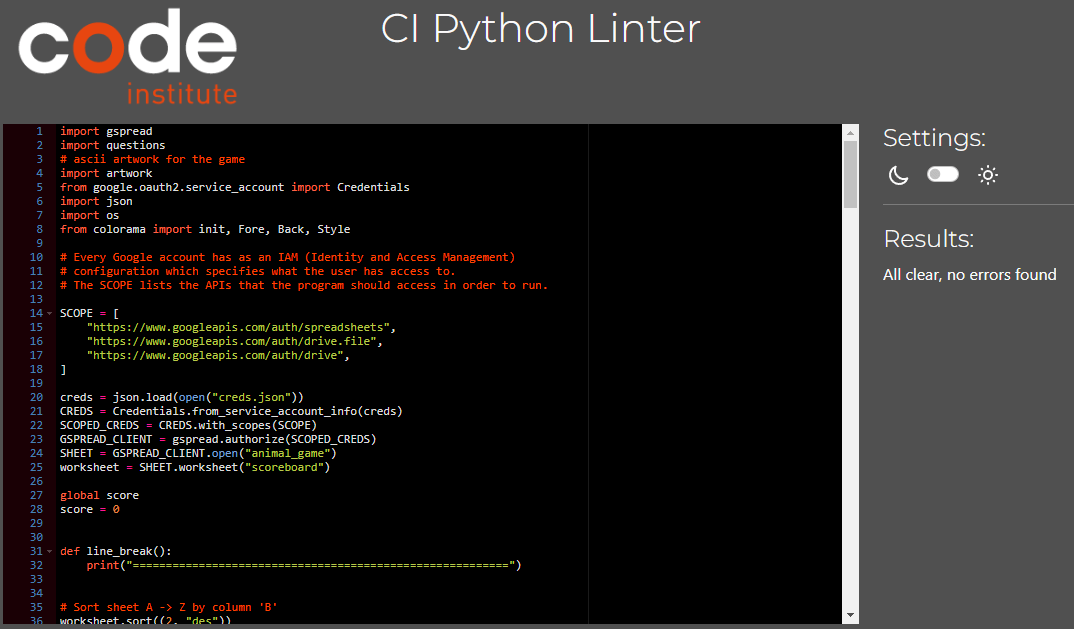 code
institute
CI Python Linter
1 import gspread
2 import questions
3 # ascii artwork for the game
4 import artwork
5 from google.oauth2.service_account import Credentials
6 import json
7 import os
8 from colorama import init, Fore, Back, Style
9
10 # Every Google account has as an IAM (Identity and Access Management)
11 # configuration which specifies what the user has access to.
12 # The SCOPE lists the APIs that the program should access in order to run.
13
14 SCOPE = [
15     "https://www.googleapis.com/auth/spreadsheets",
16     "https://www.googleapis.com/auth/drive.file",
17     "https://www.googleapis.com/auth/drive",
18 ]
19
20 creds = json.load(open("creds.json"))
21 CREDS = Credentials.from_service_account_info(creds)
22 SCOPED_CREDS = CREDS.with_scopes(SCOPE)
23 GSPREAD_CLIENT = gspread.authorize(SCOPED_CREDS)
24 SHEET = GSPREAD_CLIENT.open("animal_game")
25 worksheet = SHEET.worksheet("scoreboard")
26
27 global score
28 score = 0
29
30
31 def line_break():
32     print("=========================================================")
33
34
35 # Sort sheet A -> Z by column 'B'
36 worksheet.sort((2, "des"))
Settings:
Results:
All clear, no errors found